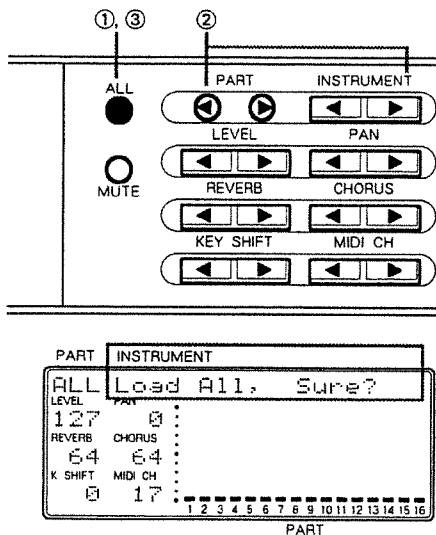 ①, ③ ②
ALL PART INSTRUMENT
LEVEL PAN
MUTE REVERB CHORUS
KEY SHIFT MIDI CH
PART INSTRUMENT
ALL Load All, Sure?
LEVEL PAN
127 0
REVERB CHORUS
64 64
K SHIFT MIDI CH
0 17
1 2 3 4 5 6 7 8 9 10 11 12 13 14 15 16
PART